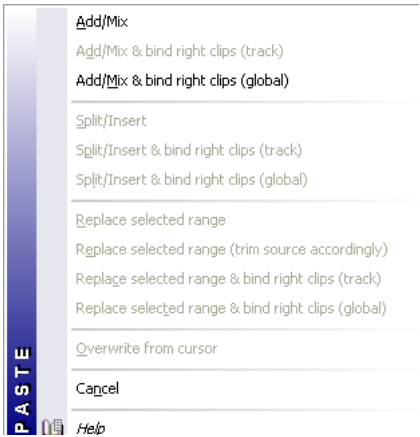 Add/Mix
Add/Mix & bind right clips (track)
Add/Mix & bind right clips (global)
Split/Insert
Split/Insert & bind right clips (track)
Split/Insert & bind right clips (global)
Replace selected range
Replace selected range (trim source accordingly)
Replace selected range & bind right clips (track)
Replace selected range & bind right clips (global)
Overwrite from cursor
Cancel
Help
PASTE